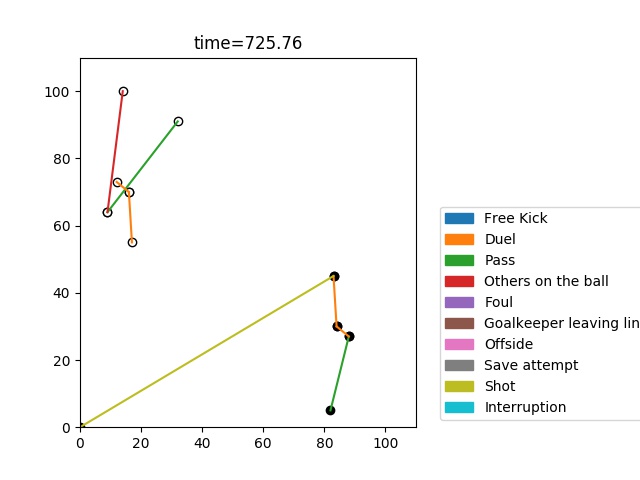 time=725.76
100
80
60
40
20
0
0 20 40 60 80 100
Free Kick
Duel
Pass
Others on the ball
Foul
Goalkeeper leaving lin
Offside
Save attempt
Shot
Interruption